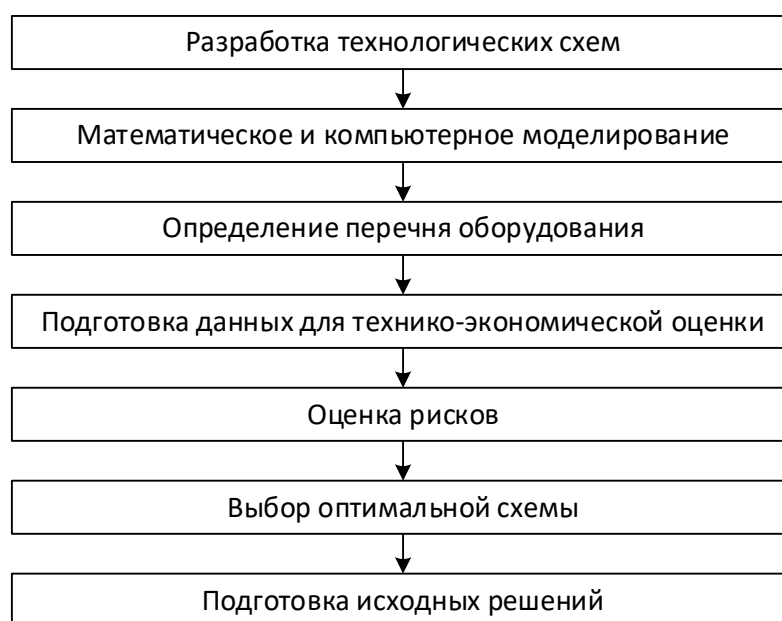 Разработка технологических схем
Математическое и компьютерное моделирование
Определение перечня оборудования
Подготовка данных для технико-экономической оценки
Оценка рисков
Выбор оптимальной схемы
Подготовка исходных решений